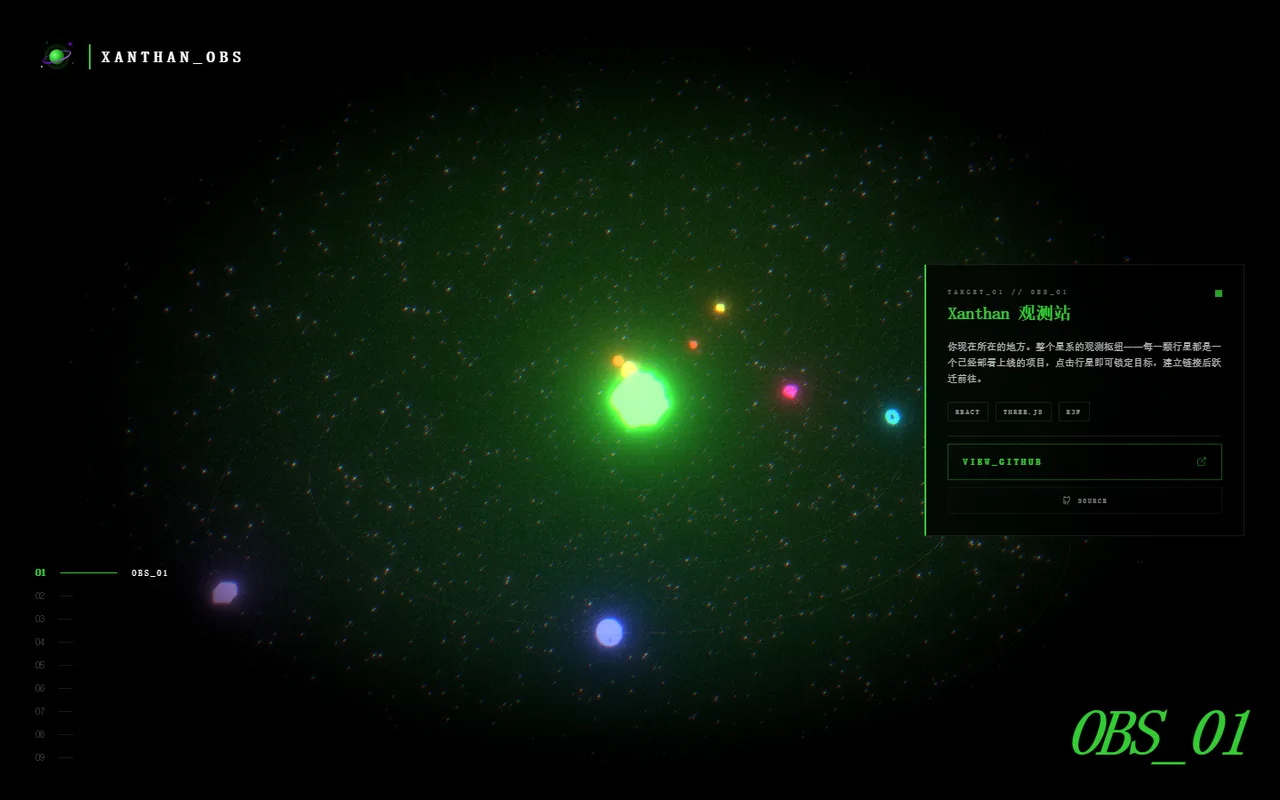 XANTHAN_OBS
TARGET_01 // OBS_01
Xanthan 观测站
你现在所在的地方。整个星系的观测枢纽——每一颗行星都是一
个已经部署上线的项目，点击行星即可锁定目标，建立链接后跃
迁前往。
REACT THREE.JS R3F
VIEW_GITHUB
SOURCE
01 OBS_01
02
03
04
05
06
07
08
09
OBS_01